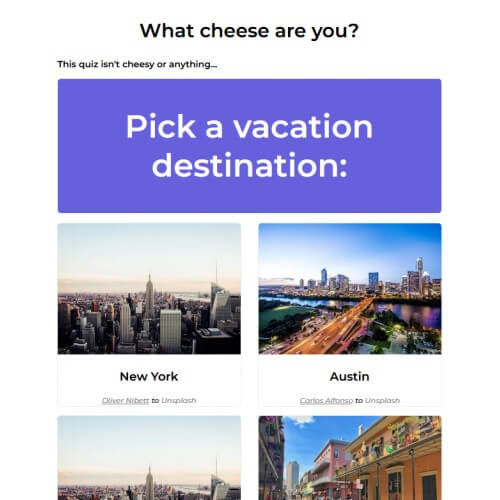 What cheese are you?
This quiz isn't cheesy or anything...
Pick a vacation
destination:
New York
Austin
Oliver Nibett to Unsplash
Carlos Alfonso to Unsplash